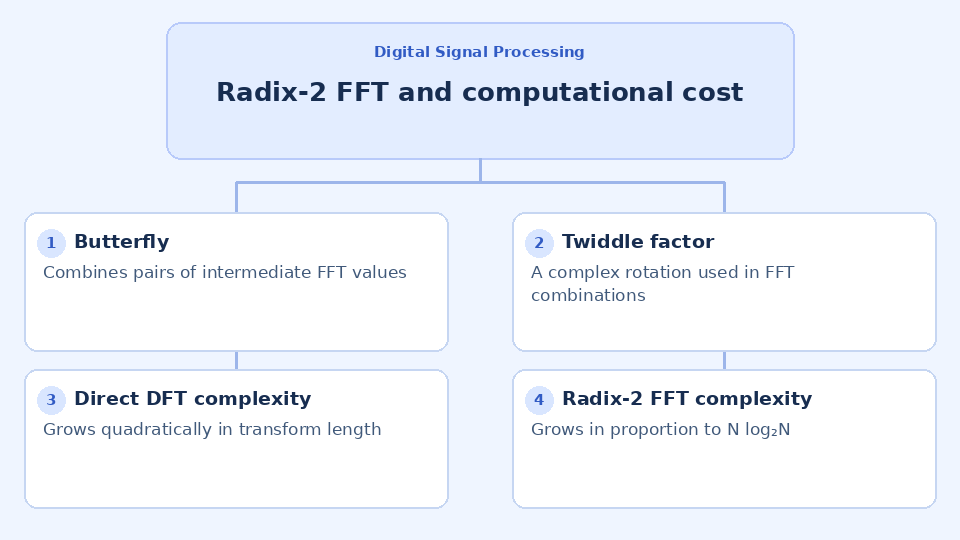 Digital Signal Processing
Radix-2 FFT and computational cost
1 Butterfly
Combines pairs of intermediate FFT values
2 Twiddle factor
A complex rotation used in FFT
combinations
3 Direct DFT complexity
Grows quadratically in transform length
4 Radix-2 FFT complexity
Grows in proportion to N log₂N